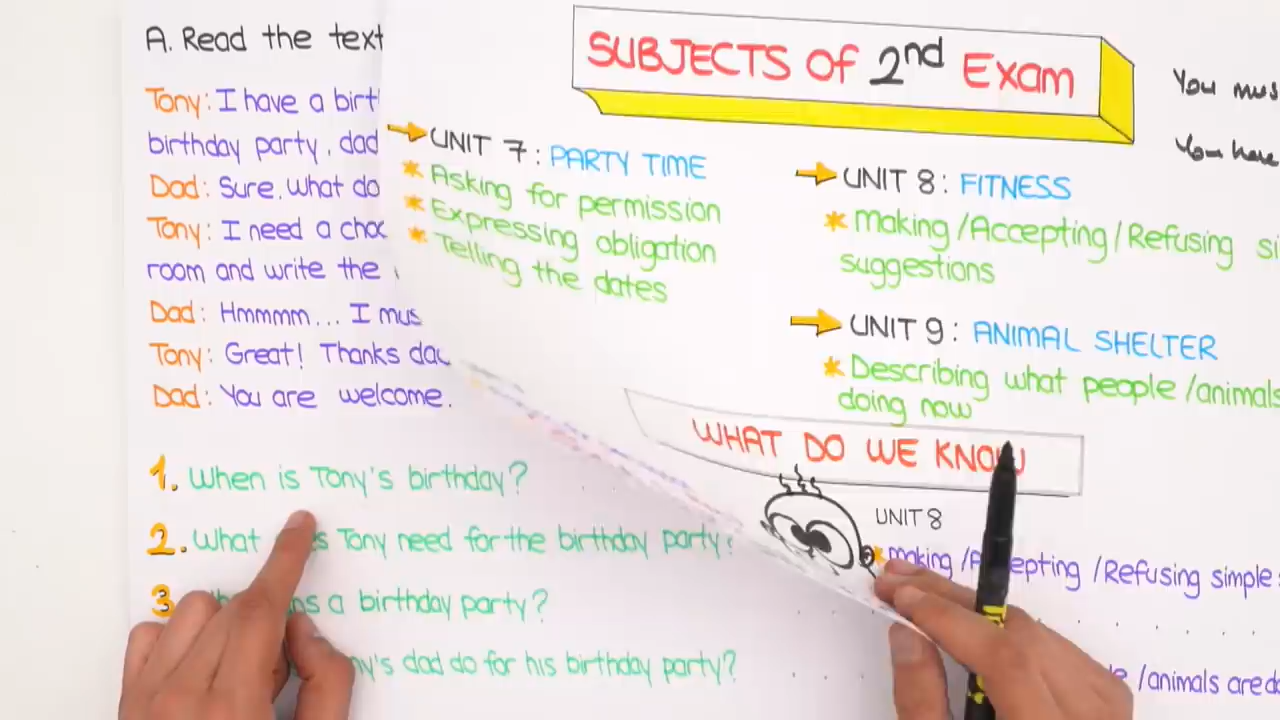 A. Read the text
Tony: I have a birt
birthday party, dad
Dad: Sure. What do
Tony: I need a choc
room and write the
Dad: Hmmmm... I mus
Tony: Great! Thanks dad
Dad: You are welcome.
1. When is Tony's birthday?
2. What Tony need for the birthday party?
3. a birthday party?
ny's dad do for his birthday party?
SUBJECTS Of 2nd Exam
UNIT 7: PARTY TIME
* Asking for permission
* Expressing obligation
* Telling the dates
UNIT 8: FITNESS
* Making /Accepting / Refusing si
suggestions
UNIT 9: ANIMAL SHELTER
* Describing what people /animals
doing now
WHAT DO WE KNOW
UNIT 8
* making /Accepting /Refusing simple
/animals are do
You mus
You have